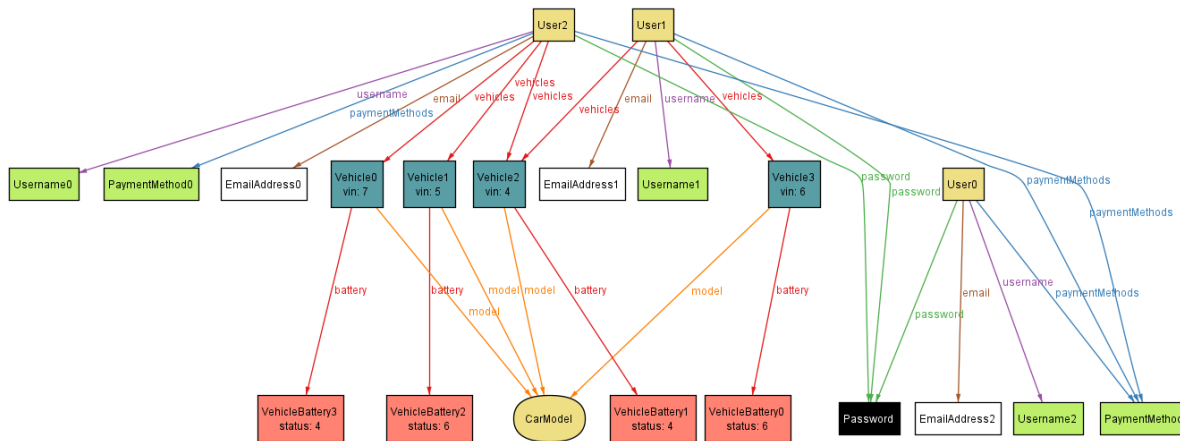 User2
User1
username
paymentMethods
email
vehicles
vehicles
vehicles
vehicles
email
username
vehicles
password
password
paymentMethods
paymentMethods
Username0
PaymentMethod0
EmailAddress0
Vehicle0
vin: 7
Vehicle1
vin: 5
Vehicle2
vin: 4
EmailAddress1
Username1
Vehicle3
vin: 6
User0
battery
battery
model
model
model
battery
model
battery
password
email
username
paymentMethods
VehicleBattery3
status: 4
VehicleBattery2
status: 6
CarModel
VehicleBattery1
status: 4
VehicleBattery0
status: 6
Password
EmailAddress2
Username2
PaymentMethod